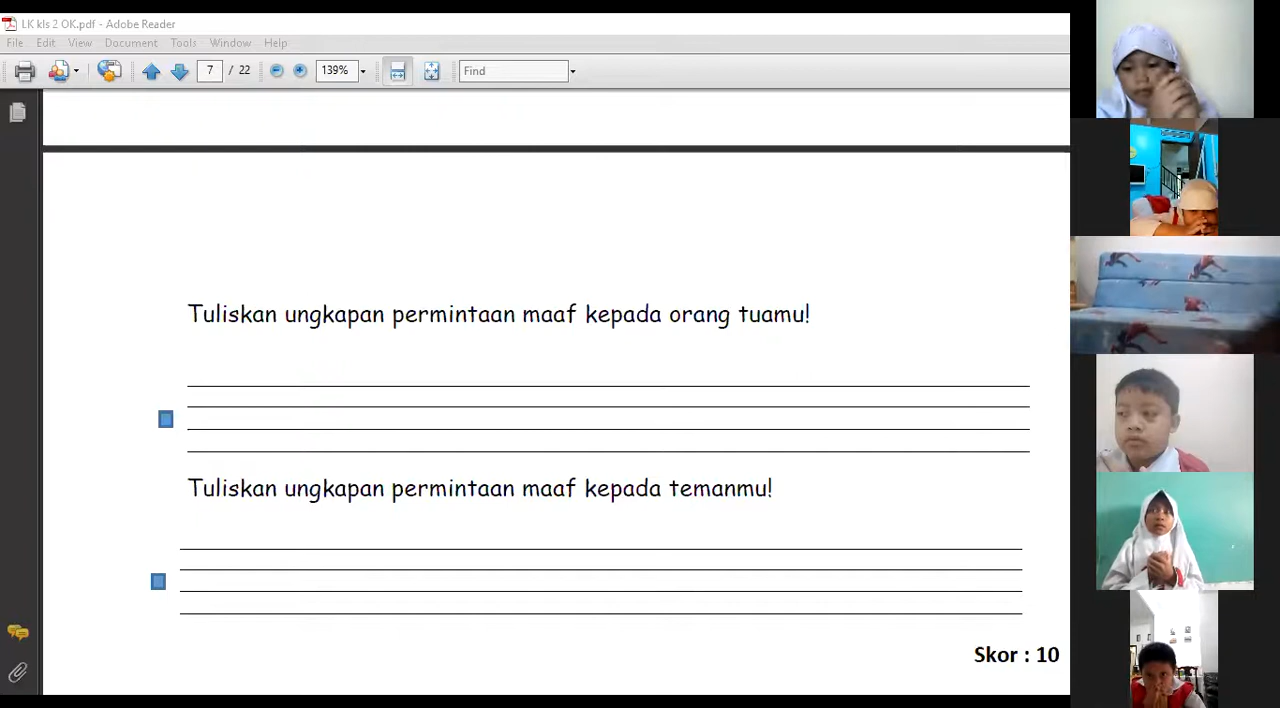 LK kls 2 OK.pdf - Adobe Reader
File Edit View Document Tools Window Help
7 / 22 139% Find
Tuliskan ungkapan permintaan maaf kepada orang tuamu!
Tuliskan ungkapan permintaan maaf kepada temanmu!
Skor : 10